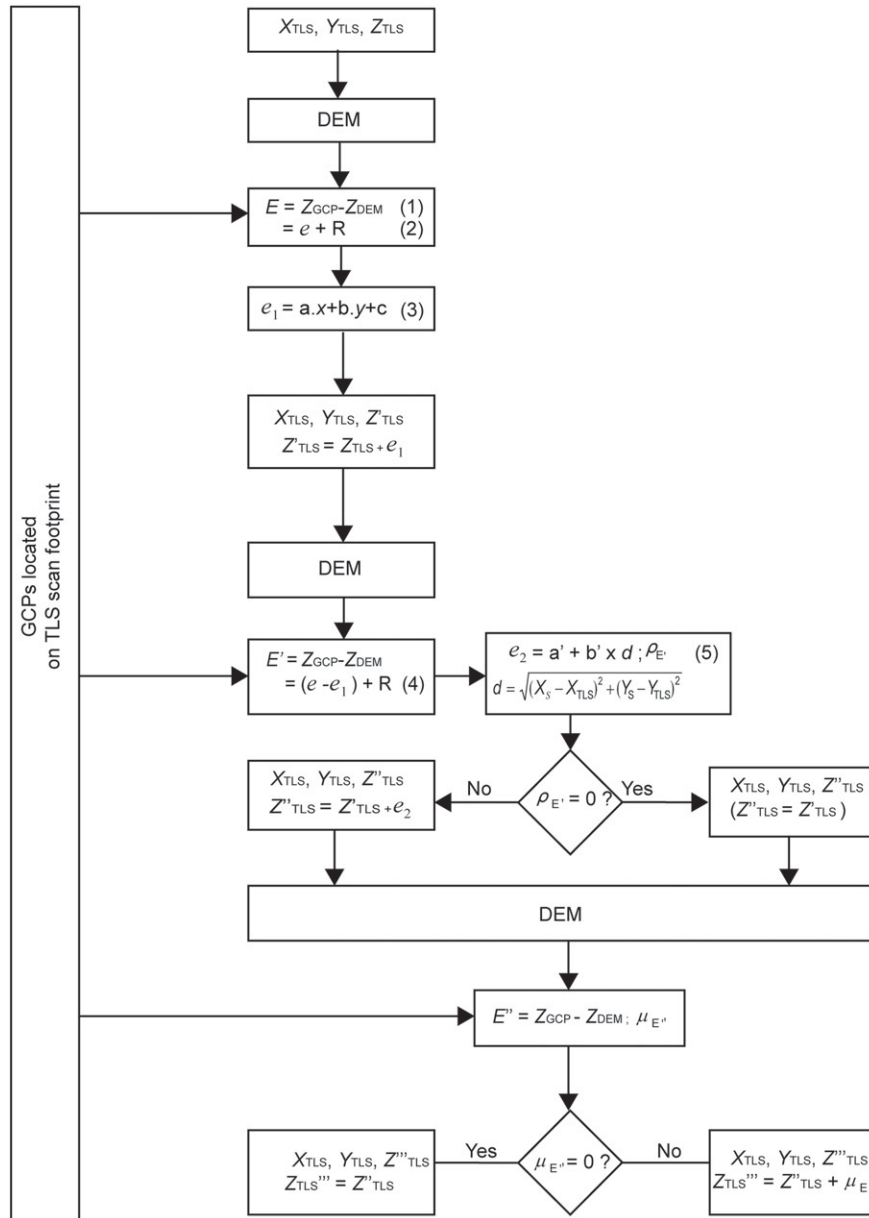 GCPs located
on TLS scan footprint
XTLS, YTLS, ZTLS
DEM
E = ZGCP-ZDEM (1)
= e + R (2)
e1 = a.x+b.y+c (3)
XTLS, YTLS, Z'TLS
Z'TLS = ZTLS + e1
DEM
E' = ZGCP-ZDEM
= (e -e1) + R (4)
e2 = a' + b' x d ; ρE' (5)
d = √(XS – XTLS)² + (YS – YTLS)²
XTLS, YTLS, Z''TLS
Z''TLS = Z'TLS +e2
No
ρE' = 0 ?
Yes
XTLS, YTLS, Z''TLS
(Z''TLS = Z'TLS )
DEM
E'' = ZGCP - ZDEM ; μE''
XTLS, YTLS, Z'''TLS
ZTLS''' = Z''TLS
Yes
μE'' = 0 ?
No
XTLS, YTLS, Z'''TLS
ZTLS''' = Z''TLS + μE